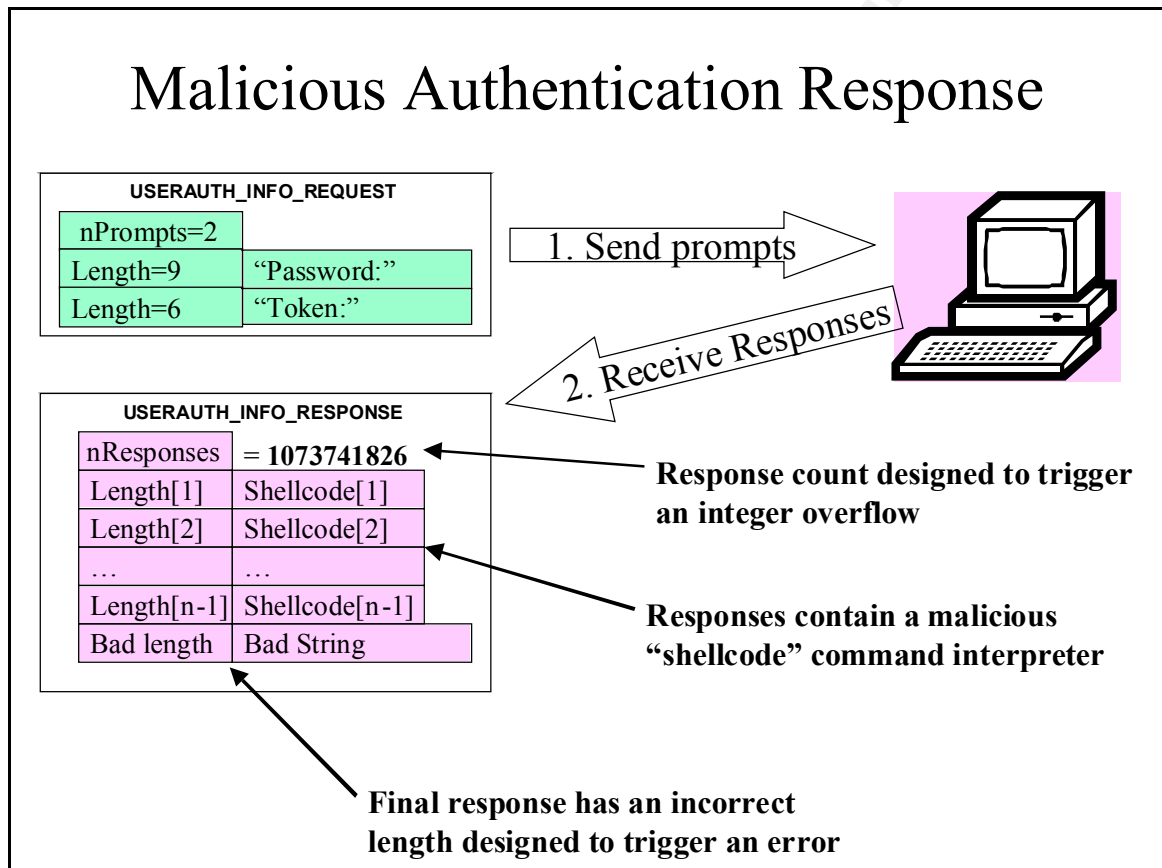 Malicious Authentication Response
USERAUTH_INFO_REQUEST
nPrompts=2
Length=9 “Password:”
Length=6 “Token:”
1. Send prompts
2. Receive Responses
USERAUTH_INFO_RESPONSE
nResponses = 1073741826
Length[1] Shellcode[1]
Length[2] Shellcode[2]
… …
Length[n-1] Shellcode[n-1]
Bad length Bad String
Response count designed to trigger
an integer overflow
Responses contain a malicious
“shellcode” command interpreter
Final response has an incorrect
length designed to trigger an error